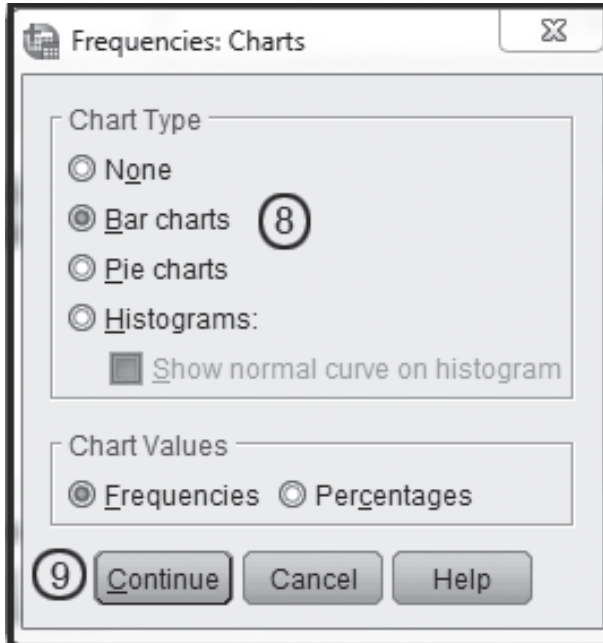 Frequencies: Charts
Chart Type
None
Bar charts 8
Pie charts
Histograms:
Show normal curve on histogram
Chart Values
Frequencies Percentages
9 Continue Cancel Help